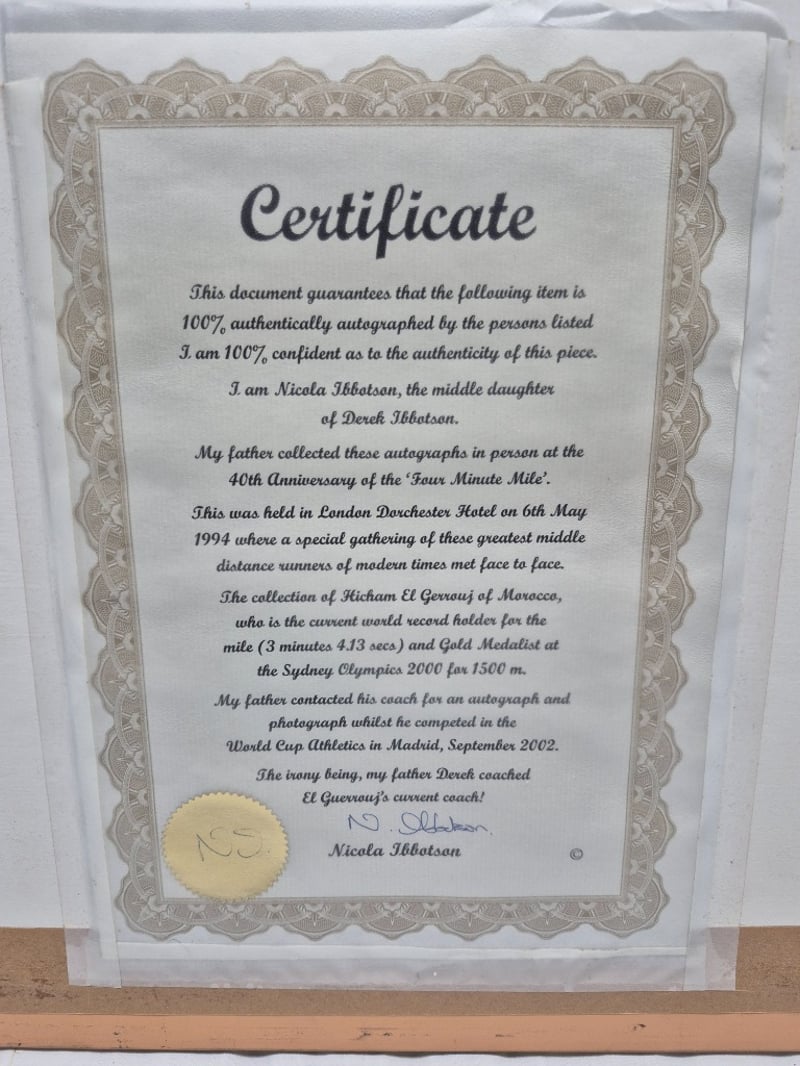 Certificate
This document guarantees that the following item is
100% authentically autographed by the persons listed
I am 100% confident as to the authenticity of this piece.
I am Nicola Ibbotson, the middle daughter
of Derek Ibbotson.
My father collected these autographs in person at the
40th Anniversary of the ‘Four Minute Mile’.
This was held in London Dorchester Hotel on 6th May
1994 where a special gathering of these greatest middle
distance runners of modern times met face to face.
The collection of Hicham El Gerrouj of Morocco,
who is the current world record holder for the
mile (3 minutes 4.13 secs) and Gold Medalist at
the Sydney Olympics 2000 for 1500 m.
My father contacted his coach for an autograph and
photograph whilst he competed in the
World Cup Athletics in Madrid, September 2002.
The irony being, my father Derek coached
El Guerrouj's current coach!
N. Ibbotson.
N I.
Nicola Ibbotson
©